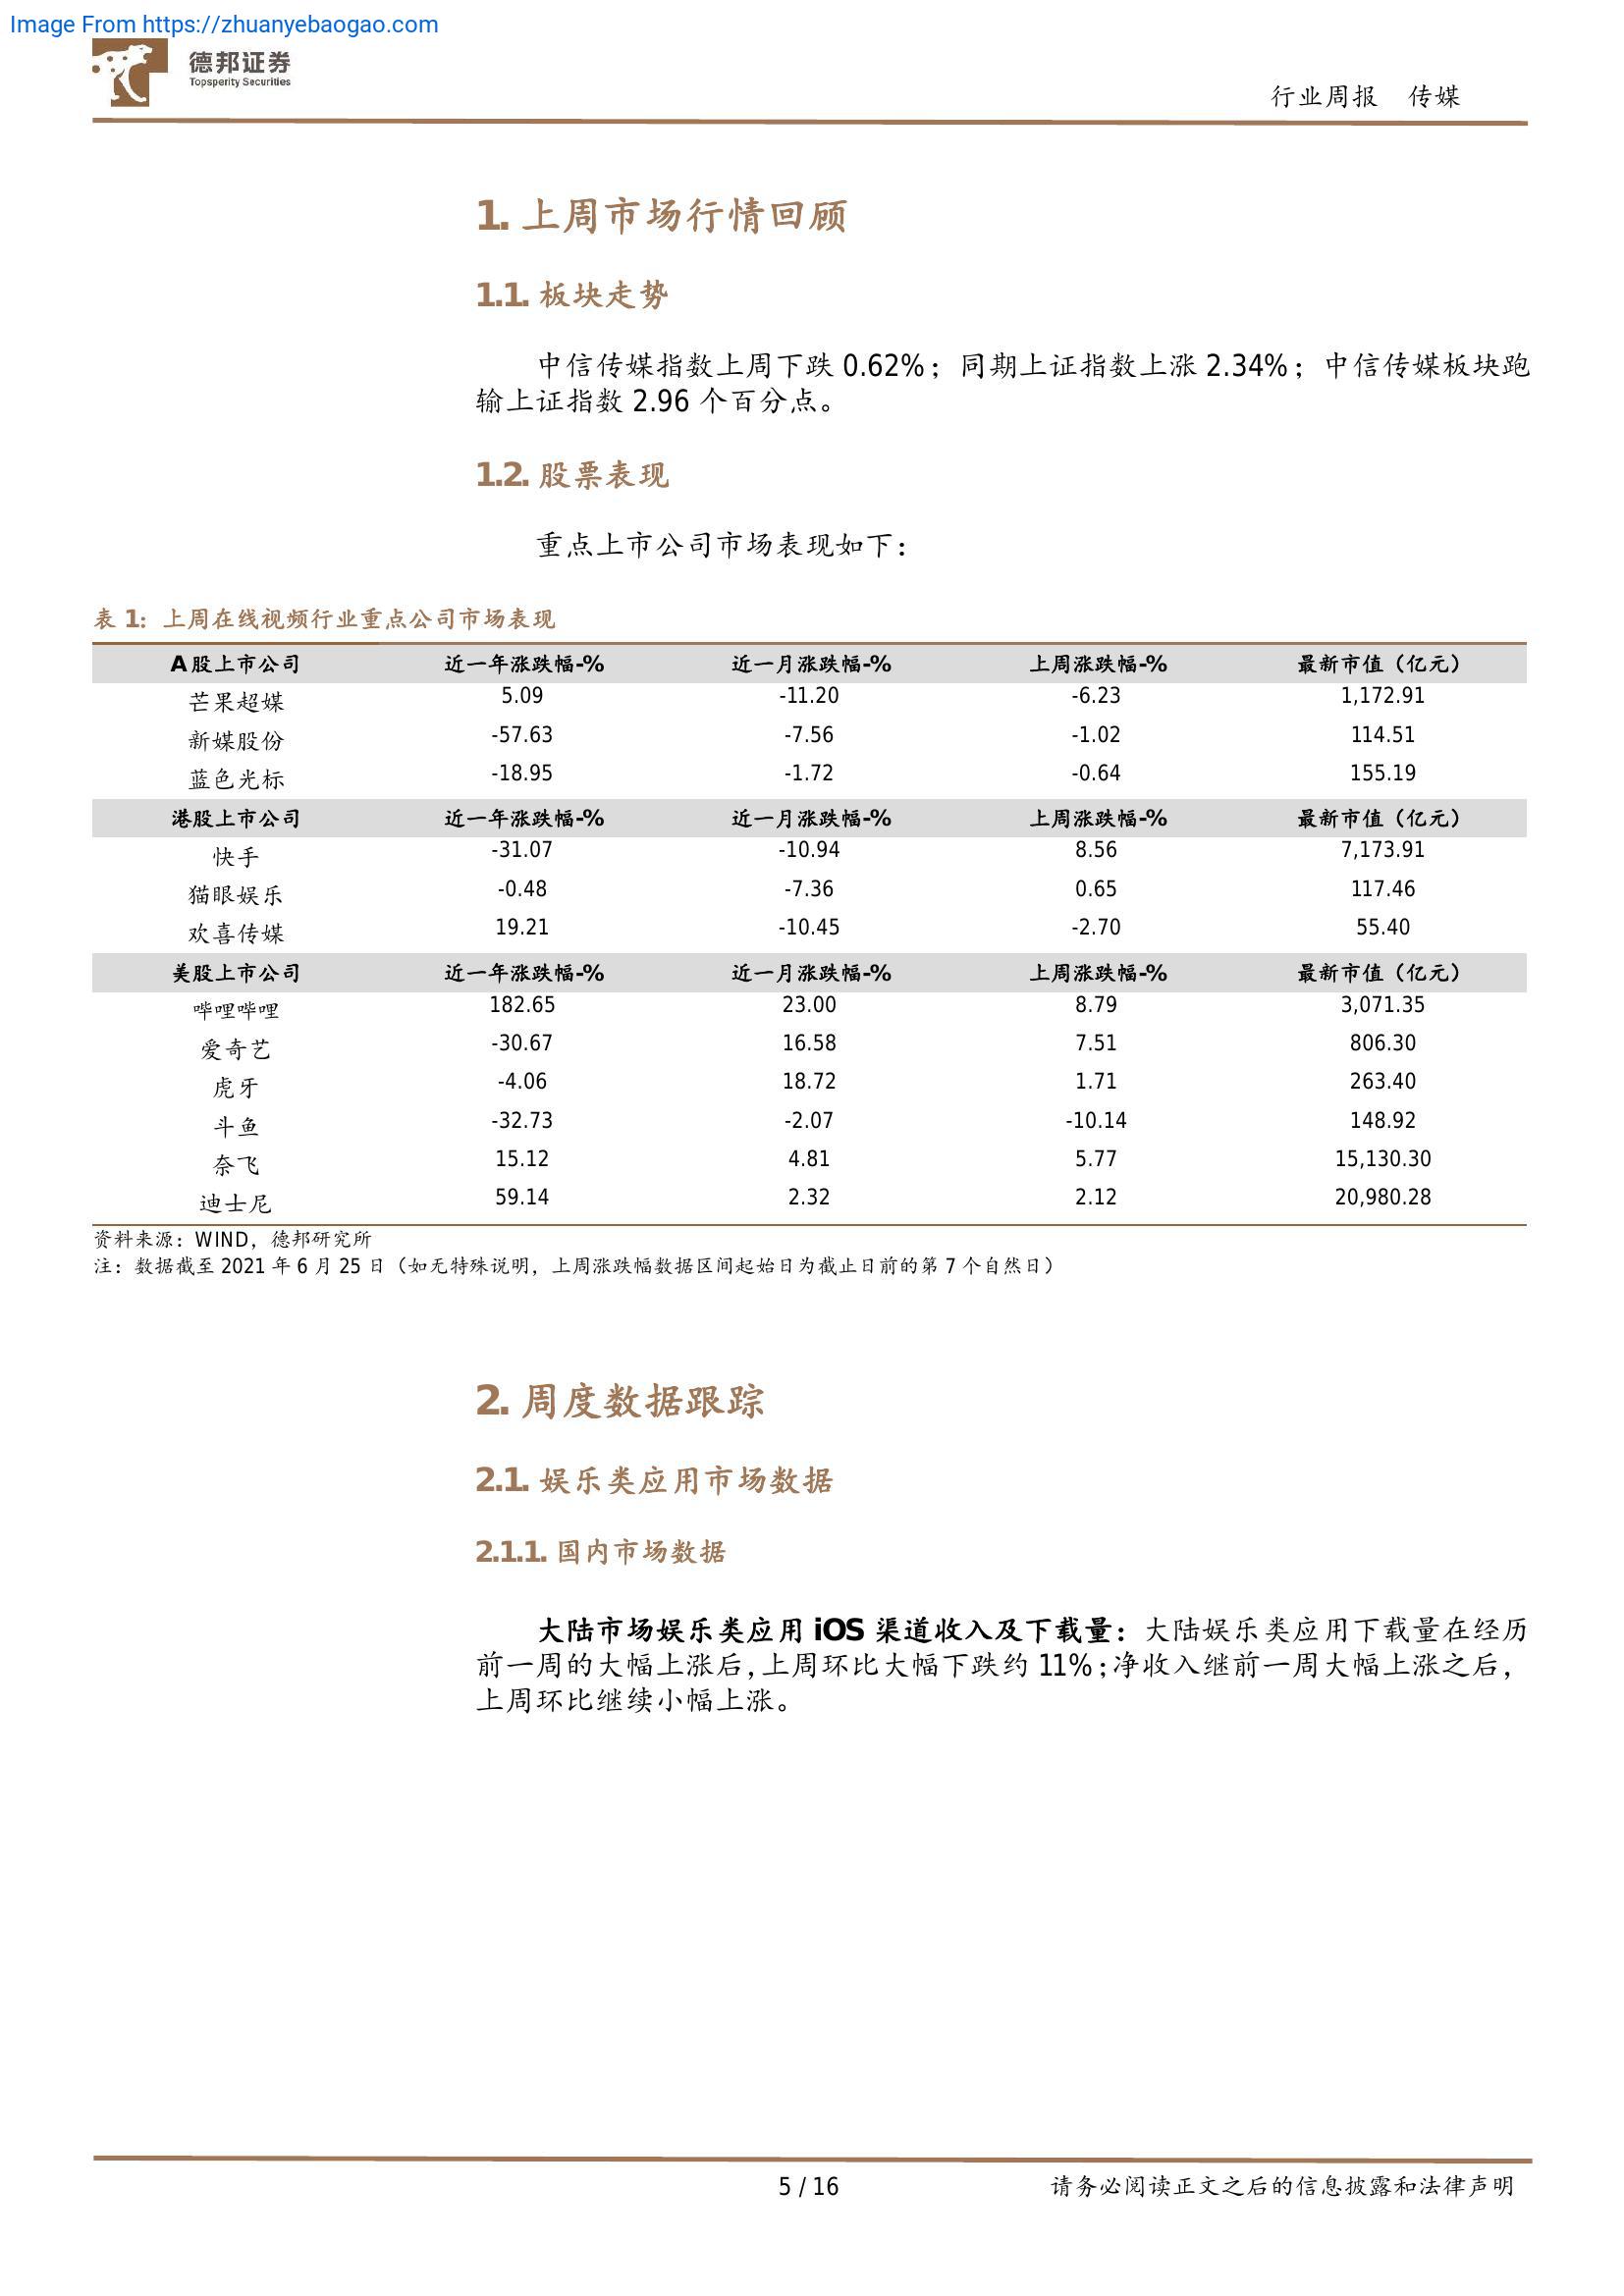 Image From https://zhuanyebaogao.com
德邦证券
Topsperity Securities
行业周报 传媒
1. 上周市场行情回顾
1.1. 板块走势
中信传媒指数上周下跌 0.62%；同期上证指数上涨 2.34%；中信传媒板块跑
输上证指数 2.96 个百分点。
1.2. 股票表现
重点上市公司市场表现如下：
表 1：上周在线视频行业重点公司市场表现
A 股上市公司 近一年涨跌幅-% 近一月涨跌幅-% 上周涨跌幅-% 最新市值（亿元）
芒果超媒 5.09 -11.20 -6.23 1,172.91
新媒股份 -57.63 -7.56 -1.02 114.51
蓝色光标 -18.95 -1.72 -0.64 155.19
港股上市公司 近一年涨跌幅-% 近一月涨跌幅-% 上周涨跌幅-% 最新市值（亿元）
快手 -31.07 -10.94 8.56 7,173.91
猫眼娱乐 -0.48 -7.36 0.65 117.46
欢喜传媒 19.21 -10.45 -2.70 55.40
美股上市公司 近一年涨跌幅-% 近一月涨跌幅-% 上周涨跌幅-% 最新市值（亿元）
哔哩哔哩 182.65 23.00 8.79 3,071.35
爱奇艺 -30.67 16.58 7.51 806.30
虎牙 -4.06 18.72 1.71 263.40
斗鱼 -32.73 -2.07 -10.14 148.92
奈飞 15.12 4.81 5.77 15,130.30
迪士尼 59.14 2.32 2.12 20,980.28
资料来源：WIND，德邦研究所
注：数据截至 2021 年 6 月 25 日（如无特殊说明，上周涨跌幅数据区间起始日为截止日前的第 7 个自然日）
2. 周度数据跟踪
2.1. 娱乐类应用市场数据
2.1.1. 国内市场数据
大陆市场娱乐类应用 iOS 渠道收入及下载量：大陆娱乐类应用下载量在经历
前一周的大幅上涨后，上周环比大幅下跌约 11%；净收入继前一周大幅上涨之后，
上周环比继续小幅上涨。
5 / 16 请务必阅读正文之后的信息披露和法律声明